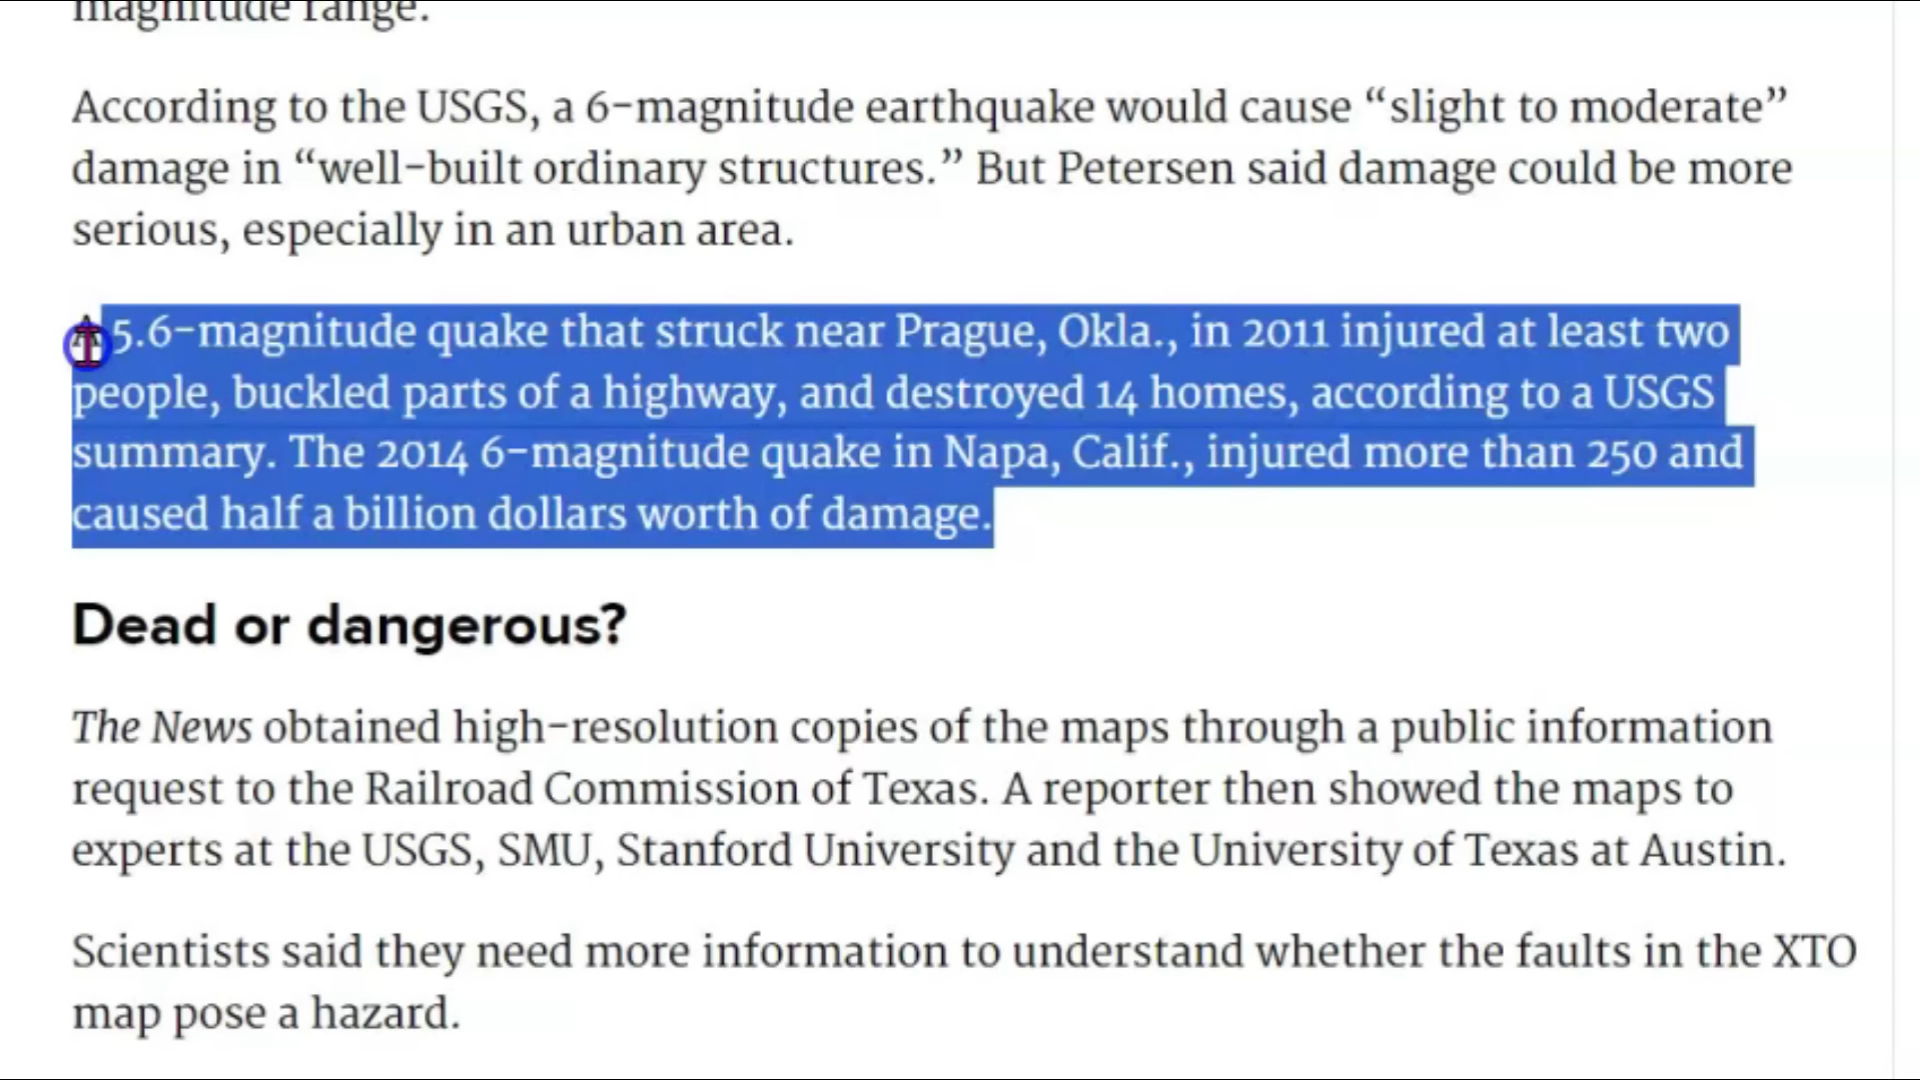 magnitude range.
According to the USGS, a 6-magnitude earthquake would cause “slight to moderate”
damage in “well-built ordinary structures.” But Petersen said damage could be more
serious, especially in an urban area.
A 5.6-magnitude quake that struck near Prague, Okla., in 2011 injured at least two
people, buckled parts of a highway, and destroyed 14 homes, according to a USGS
summary. The 2014 6-magnitude quake in Napa, Calif., injured more than 250 and
caused half a billion dollars worth of damage.
Dead or dangerous?
The News obtained high-resolution copies of the maps through a public information
request to the Railroad Commission of Texas. A reporter then showed the maps to
experts at the USGS, SMU, Stanford University and the University of Texas at Austin.
Scientists said they need more information to understand whether the faults in the XTO
map pose a hazard.